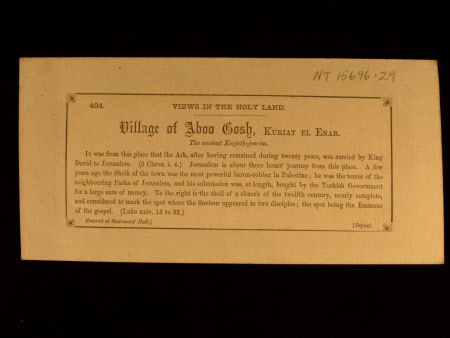 NT 15696·29
404. VIEWS IN THE HOLY LAND.
Village of Aboo Gosh, KURIAT EL ENAB.
The ancient Kerjath-jearim.
It was from this place that the Ark, after having remained during twenty years, was carried by King
David to Jerusalem. (2 Chron. i. 4.) Jerusalem is about three hours' journey from this place. A few
years ago the Sheik of the town was the most powerful baron-robber in Palestine; he was the terror of the
neighbouring Pasha of Jerusalem, and his submission was, at length, bought by the Turkish Government
for a large sum of money. To the right is the shell of a church of the twelfth century, nearly complete,
and considered to mark the spot where the Saviour appeared to two disciples; the spot being the Emmaus
of the gospel. (Luke xxiv. 13 to 32.)
Entered at Stationers' Hall.] [Deposé.